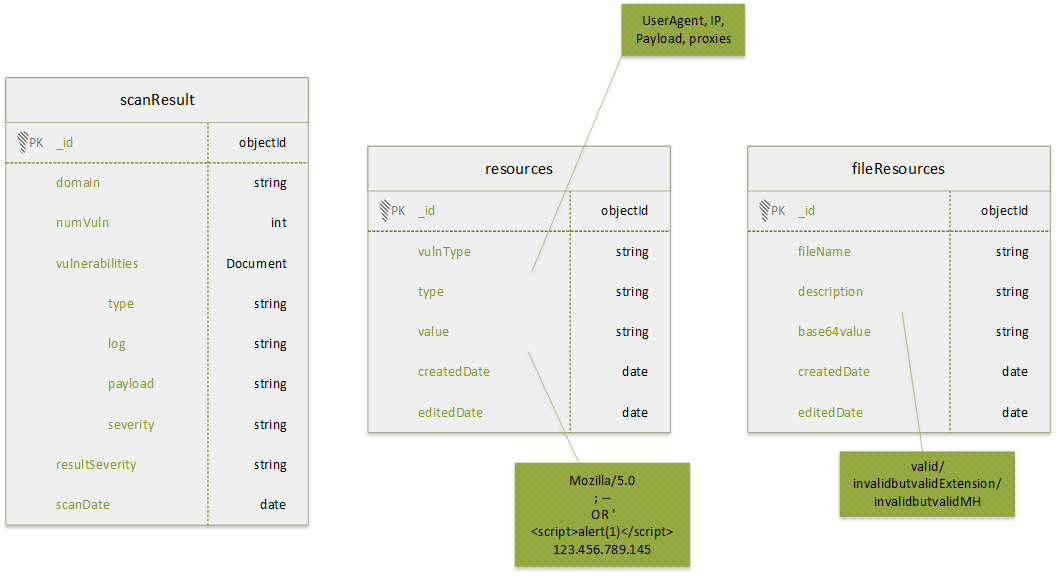 UserAgent, IP,
Payload, proxies
scanResult
PK _id objectId
domain string
numVuln int
vulnerabilities Document
type string
log string
payload string
severity string
resultSeverity string
scanDate date
resources
PK _id objectId
vulnType string
type string
value string
createdDate date
editedDate date
Mozilla/5.0
; --
OR '
<script>alert(1)</script>
123.456.789.145
fileResources
PK _id objectId
fileName string
description string
base64value string
createdDate date
editedDate date
valid/
invalidbutvalidExtension/
invalidbutvalidMH